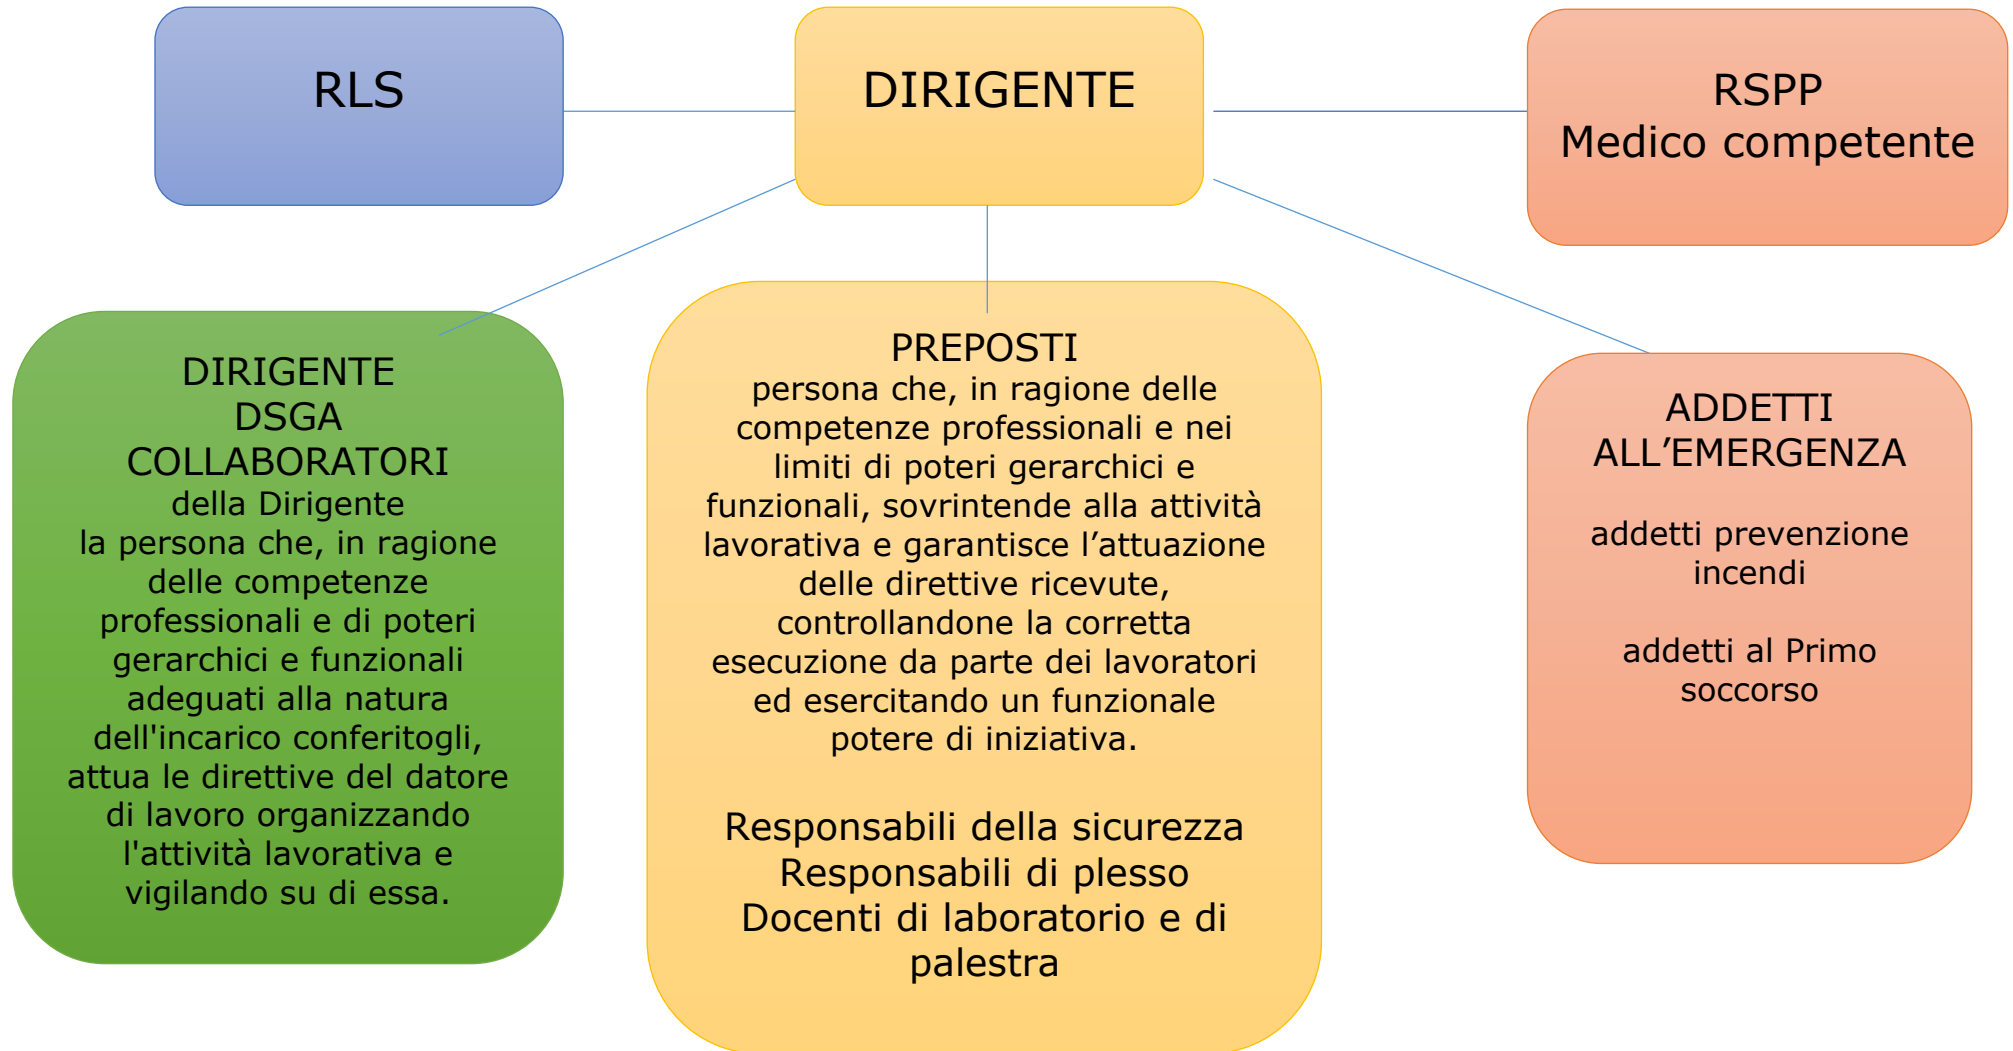 RLS
DIRIGENTE
RSPP
Medico competente
DIRIGENTE
DSGA
COLLABORATORI
della Dirigente
la persona che, in ragione
delle competenze
professionali e di poteri
gerarchici e funzionali
adeguati alla natura
dell'incarico conferitogli,
attua le direttive del datore
di lavoro organizzando
l'attività lavorativa e
vigilando su di essa.
PREPOSTI
persona che, in ragione delle
competenze professionali e nei
limiti di poteri gerarchici e
funzionali, sovrintende alla attività
lavorativa e garantisce l’attuazione
delle direttive ricevute,
controllandone la corretta
esecuzione da parte dei lavoratori
ed esercitando un funzionale
potere di iniziativa.
Responsabili della sicurezza
Responsabili di plesso
Docenti di laboratorio e di
palestra
ADDETTI
ALL’EMERGENZA
addetti prevenzione
incendi
addetti al Primo
soccorso